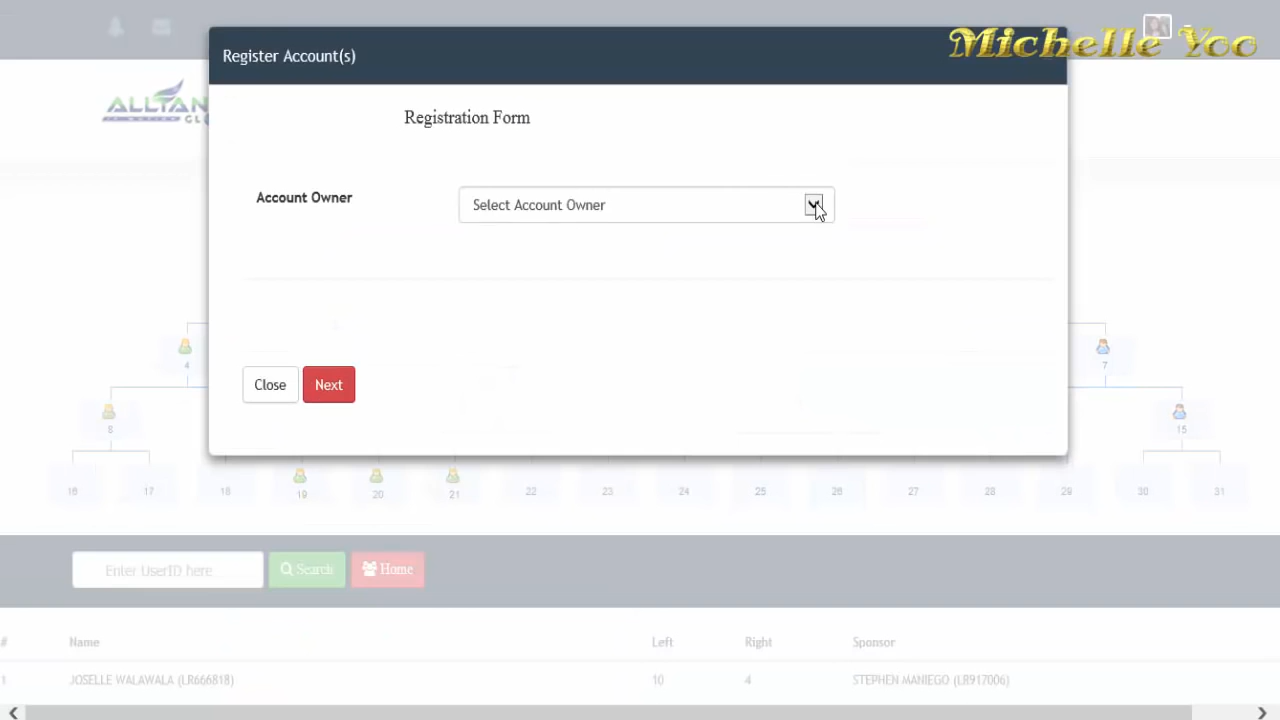 Michelle Yoo
Register Account(s)
ALLTAN
Registration Form
Account Owner
Select Account Owner
4
7
Close
Next
8
15
16 17 18 19 20 21 22 23 24 25 26 27 28 29 30 31
Enter UserID here...
Search
Home
# Name Left Right Sponsor
1 JOSELLE WALAWALA (LR666818) 10 4 STEPHEN MANIEGO (LR917006)